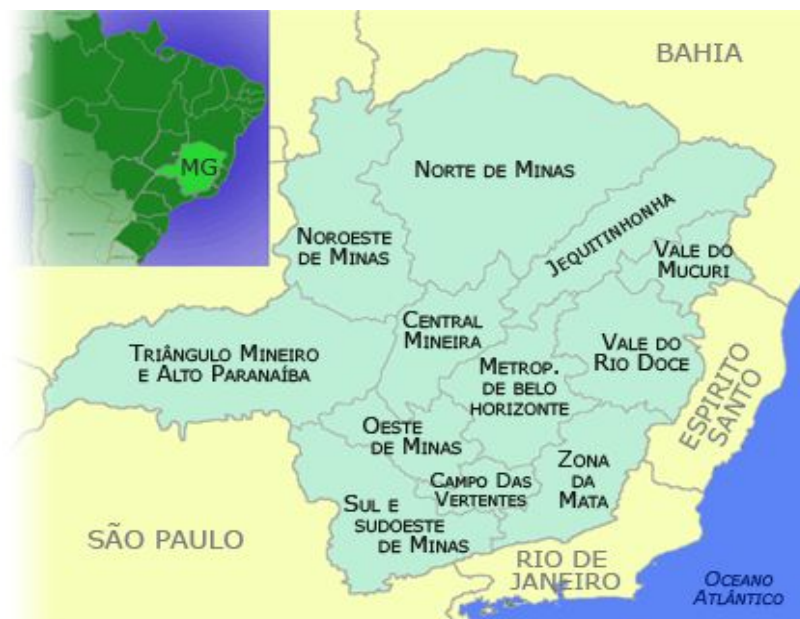 MG
BAHIA
NORTE DE MINAS
JEQUITINHONHA
NOROESTE
DE MINAS
VALE DO
MUCURI
CENTRAL
MINEIRA
TRIÂNGULO MINEIRO
E ALTO PARANAÍBA
VALE DO
RIO DOCE
METROP.
DE BELO
HORIZONTE
ESPIRITO
SANTO
OESTE
DE MINAS
ZONA
DA
MATA
CAMPO DAS
VERTENTES
SUL E
SUDOESTE
DE MINAS
SÃO PAULO
RIO DE
JANEIRO
OCEANO
ATLÂNTICO